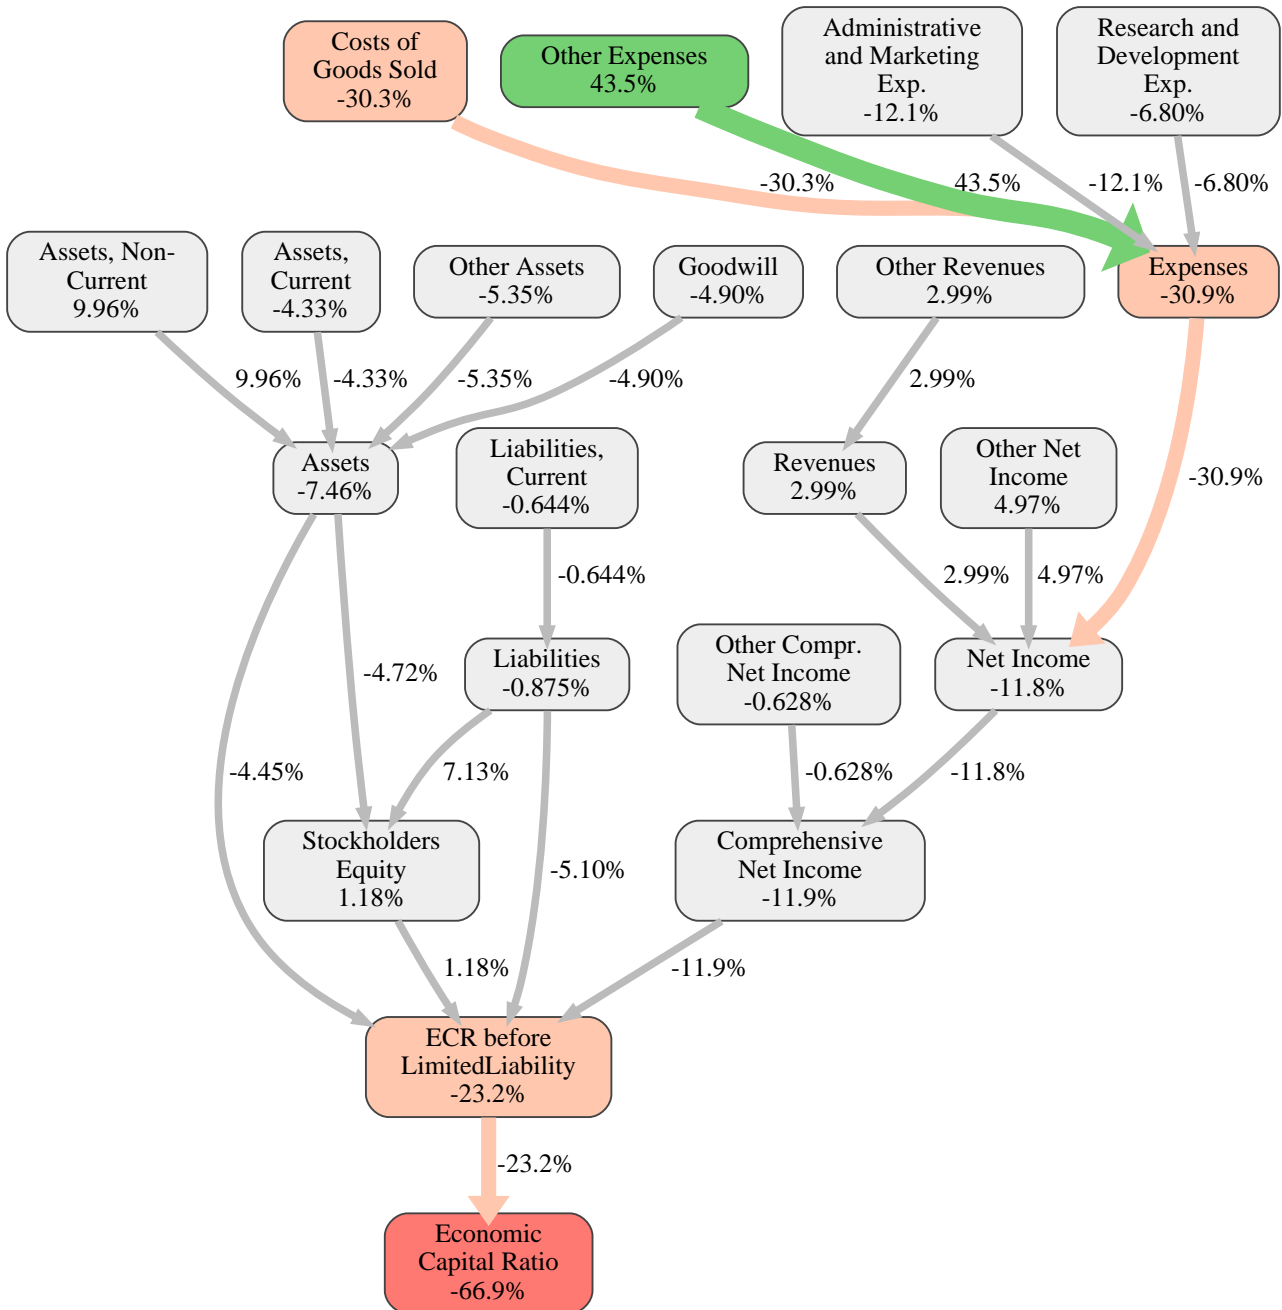 Costs of
Goods Sold
-30.3%
Other Expenses
43.5%
Administrative
and Marketing
Exp.
-12.1%
Research and
Development
Exp.
-6.80%
-30.3%
43.5%
-12.1%
-6.80%
Assets, Non-
Current
9.96%
Assets,
Current
-4.33%
Other Assets
-5.35%
Goodwill
-4.90%
Other Revenues
2.99%
Expenses
-30.9%
9.96%
-4.33%
-5.35%
-4.90%
2.99%
-30.9%
Assets
-7.46%
Liabilities,
Current
-0.644%
Revenues
2.99%
Other Net
Income
4.97%
-0.644%
2.99%
4.97%
Liabilities
-0.875%
Other Compr.
Net Income
-0.628%
Net Income
-11.8%
-4.72%
-4.45%
7.13%
-0.628%
-11.8%
Stockholders
Equity
1.18%
-5.10%
Comprehensive
Net Income
-11.9%
1.18%
-11.9%
ECR before
LimitedLiability
-23.2%
-23.2%
Economic
Capital Ratio
-66.9%